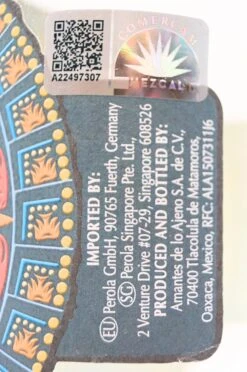 COMERCAM
MEZCAL
A22497307
IMPORTED BY:
EU Perola GmbH, 90765 Fuerth, Germany
SG Perola Singapore Pte. Ltd.,
2 Venture Drive #07-29, Singapore 608526
PRODUCED AND BOTTLED BY:
Amantes de lo Ajeno S.A. de C.V.,
70400 Tlacolula de Matamoros,
Oaxaca, Mexico, RFC: ALA150731IJ6